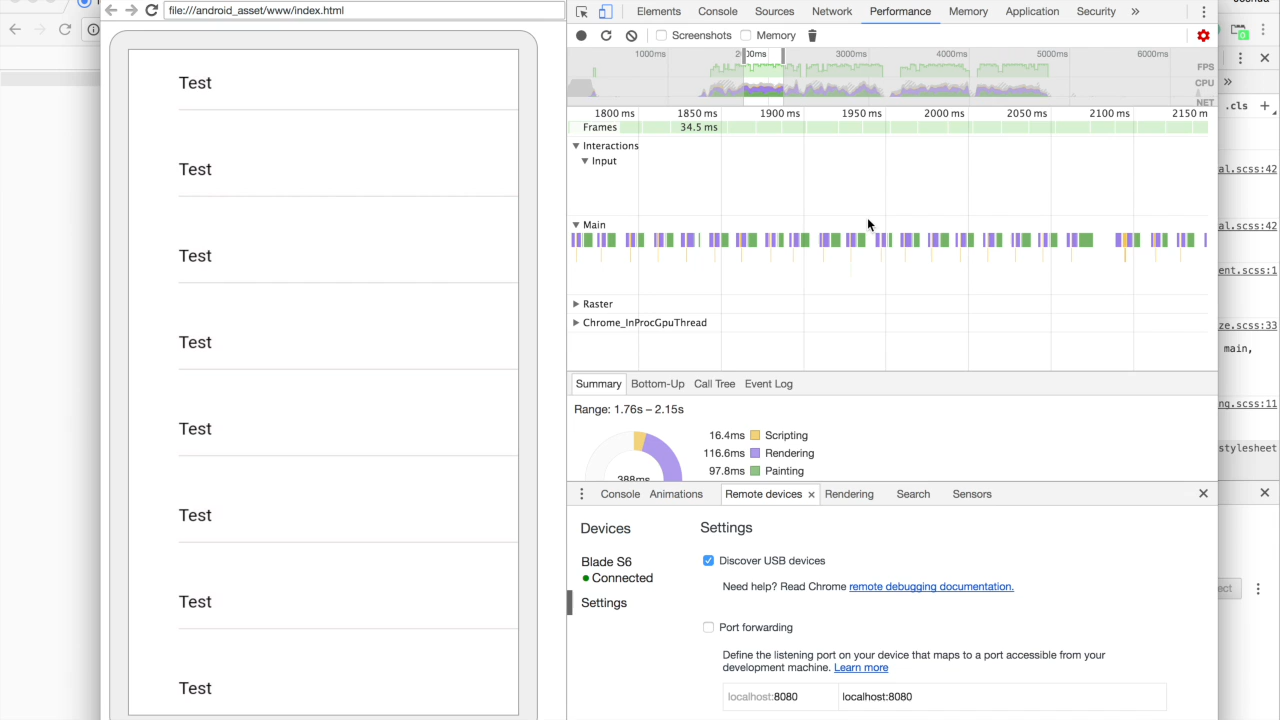 file:///android_asset/www/index.html
Test
Test
Test
Test
Test
Test
Test
Test
Elements Console Sources Network Performance Memory Application Security »
Screenshots Memory
1000ms 3000ms 4000ms 5000ms 6000ms
FPS
CPU
NET
1800 ms 1850 ms 1900 ms 1950 ms 2000 ms 2050 ms 2100 ms 2150 m
Frames 34.5 ms
Interactions
Input
Main
Raster
Chrome_InProcGpuThread
Summary Bottom-Up Call Tree Event Log
Range: 1.76s – 2.15s
16.4ms Scripting
116.6ms Rendering
97.8ms Painting
388ms
Console Animations Remote devices × Rendering Search Sensors
Devices
Blade S6
Connected
Settings
Settings
Discover USB devices
Need help? Read Chrome remote debugging documentation.
Port forwarding
Define the listening port on your device that maps to a port accessible from your
development machine. Learn more
localhost:8080 localhost:8080
»
.cls +
al.scss:42
al.scss:42
ent.scss:1
ze.scss:33
main,
ng.scss:11
stylesheet